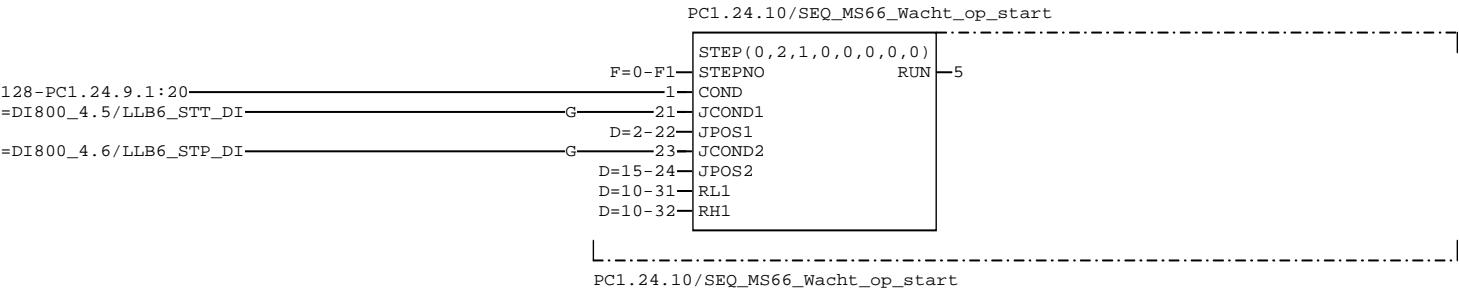 PC1.24.10/SEQ_MS66_Wacht_op_start
STEP(0,2,1,0,0,0,0,0)
F=0-F1 STEPNO RUN 5
128-PC1.24.9.1:20 1 COND
=DI800_4.5/LLB6_STT_DI G 21 JCOND1
D=2-22 JPOS1
=DI800_4.6/LLB6_STP_DI G 23 JCOND2
D=15-24 JPOS2
D=10-31 RL1
D=10-32 RH1
PC1.24.10/SEQ_MS66_Wacht_op_start